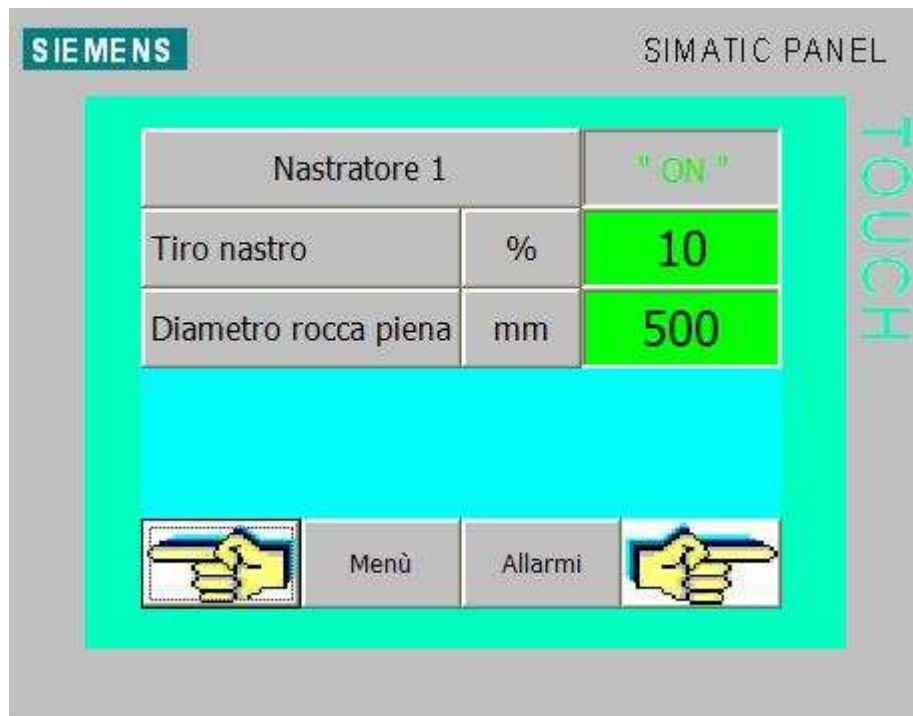 SIEMENS
SIMATIC PANEL
TOUCH
Nastratore 1 " ON "
Tiro nastro % 10
Diametro rocca piena mm 500
Menù Allarmi